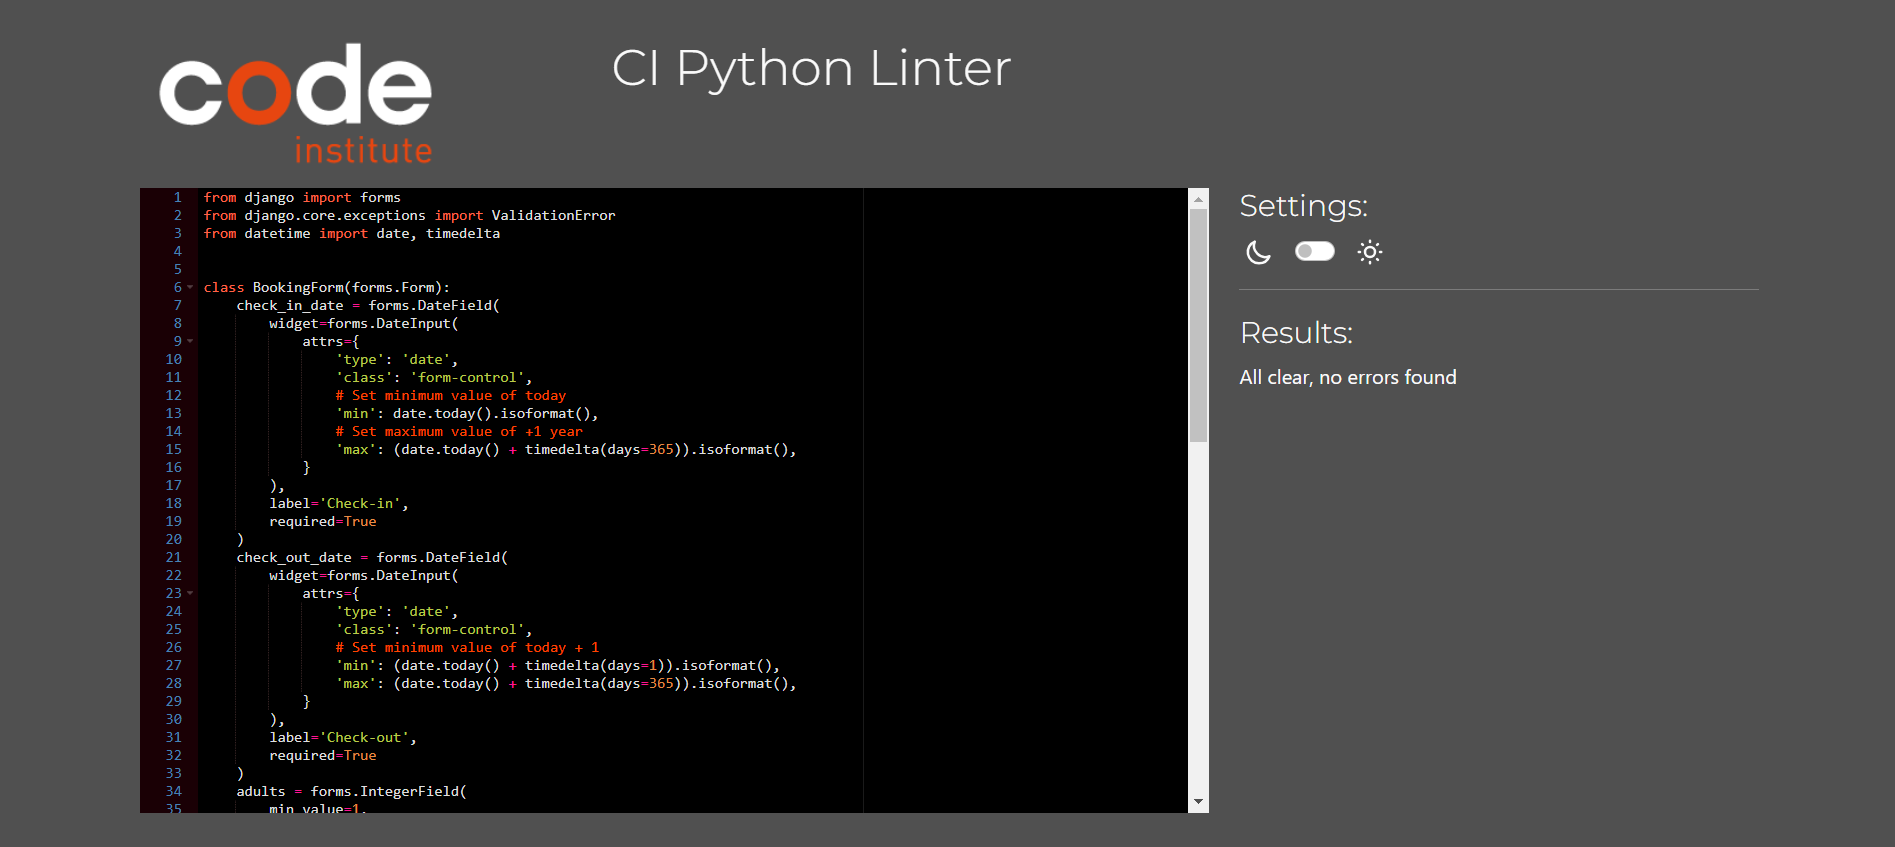 code
institute
CI Python Linter
1 from django import forms
2 from django.core.exceptions import ValidationError
3 from datetime import date, timedelta
4
5
6 class BookingForm(forms.Form):
7     check_in_date = forms.DateField(
8         widget=forms.DateInput(
9             attrs={
10                 'type': 'date',
11                 'class': 'form-control',
12                 # Set minimum value of today
13                 'min': date.today().isoformat(),
14                 # Set maximum value of +1 year
15                 'max': (date.today() + timedelta(days=365)).isoformat(),
16             }
17         ),
18         label='Check-in',
19         required=True
20     )
21     check_out_date = forms.DateField(
22         widget=forms.DateInput(
23             attrs={
24                 'type': 'date',
25                 'class': 'form-control',
26                 # Set minimum value of today + 1
27                 'min': (date.today() + timedelta(days=1)).isoformat(),
28                 'max': (date.today() + timedelta(days=365)).isoformat(),
29             }
30         ),
31         label='Check-out',
32         required=True
33     )
34     adults = forms.IntegerField(
35         min_value=1,
Settings:
Results:
All clear, no errors found